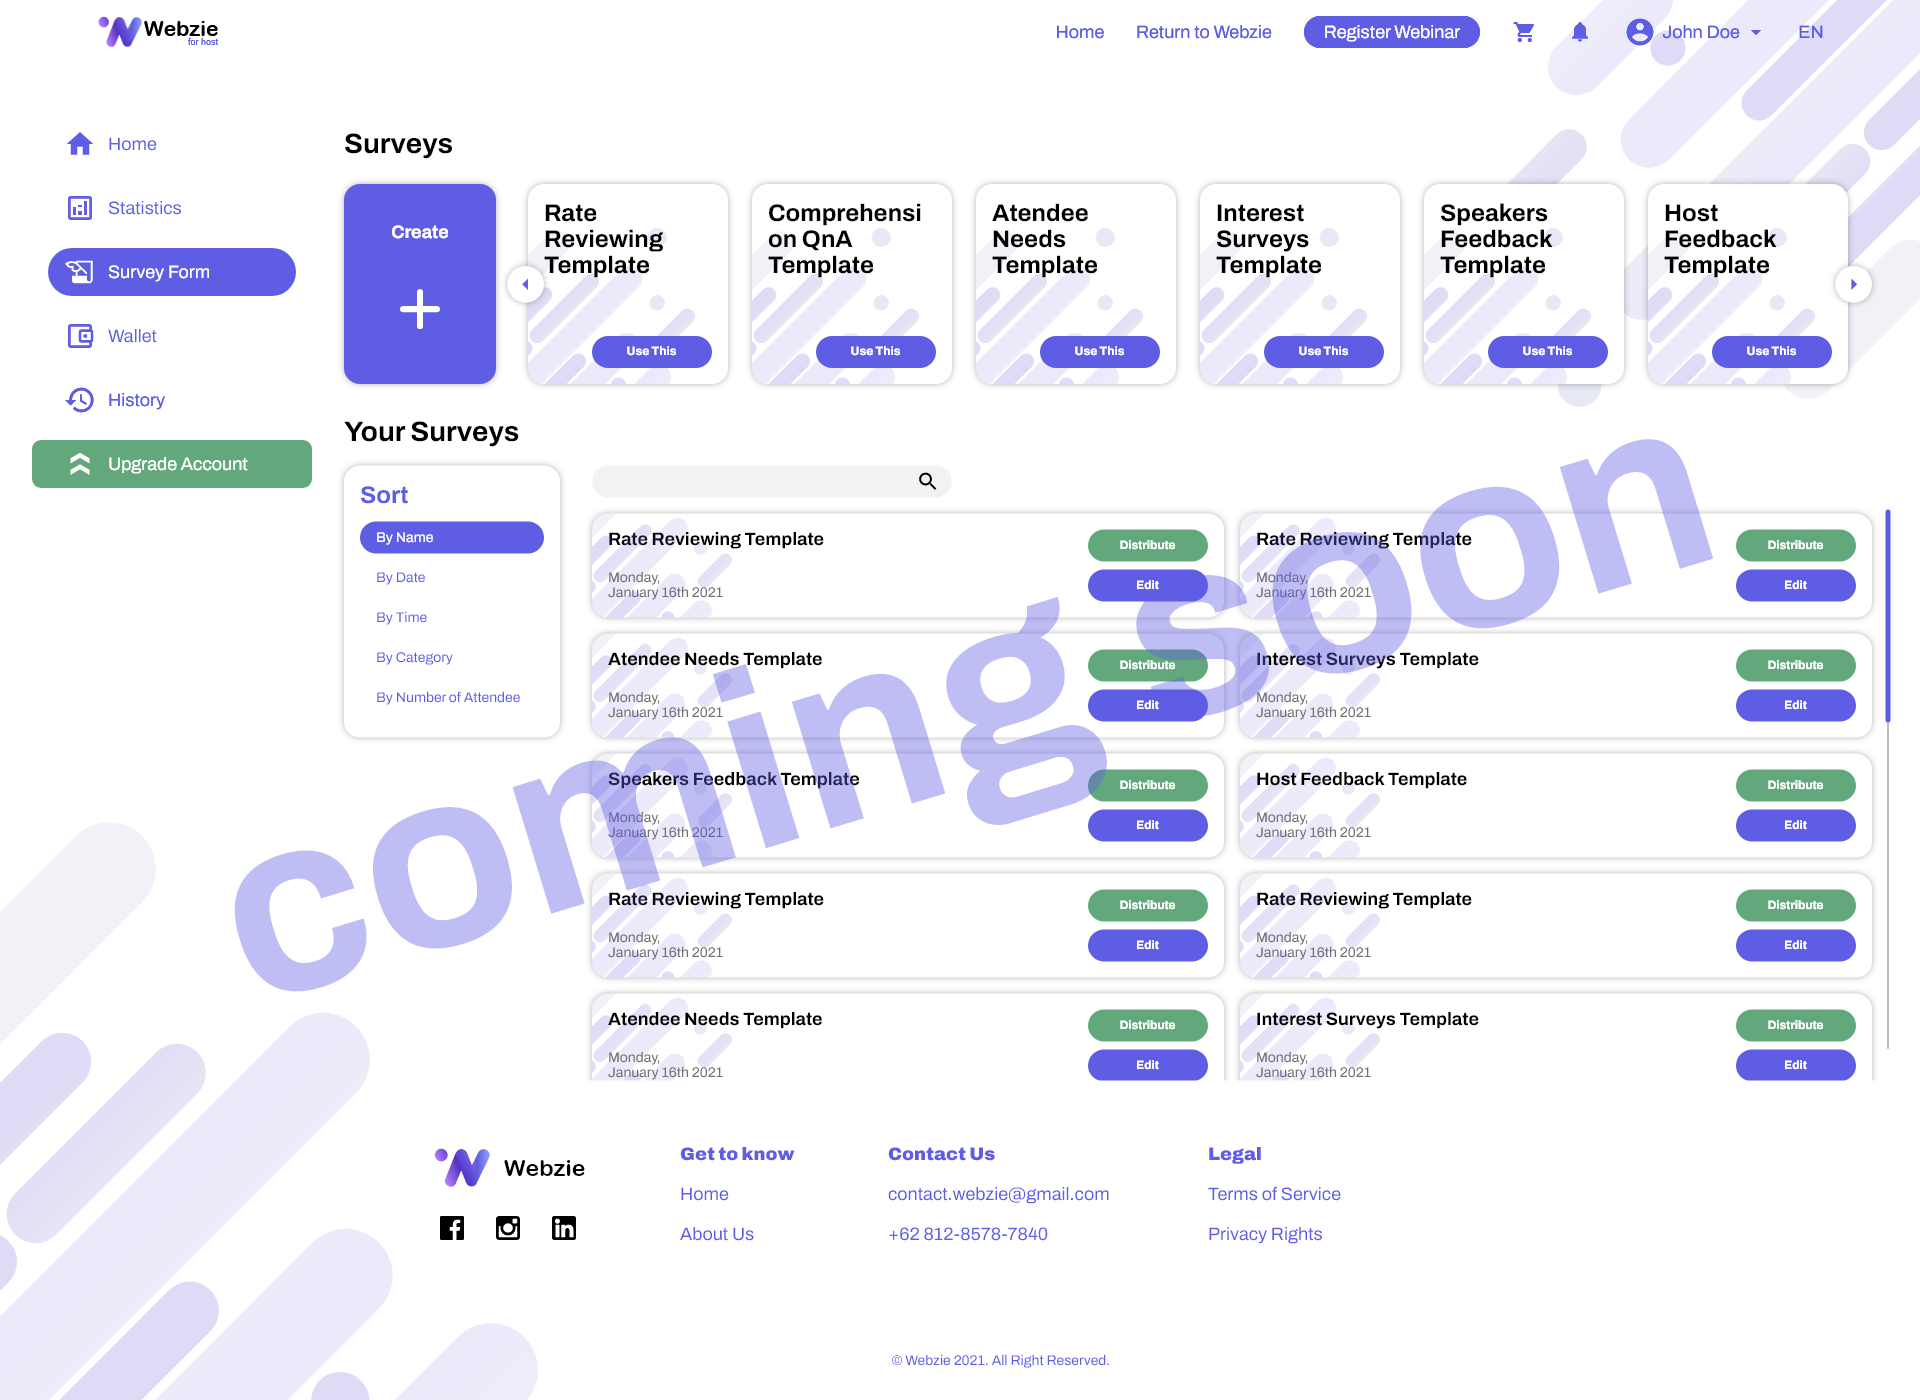 Webzie
for host
Home
Return to Webzie
Register Webinar
John Doe
EN
Home
Statistics
Survey Form
Wallet
History
Upgrade Account
Surveys
Create
Rate
Reviewing
Template
Use This
Comprehensi
on QnA
Template
Use This
Atendee
Needs
Template
Use This
Interest
Surveys
Template
Use This
Speakers
Feedback
Template
Use This
Host
Feedback
Template
Use This
Your Surveys
Sort
By Name
By Date
By Time
By Category
By Number of Attendee
Rate Reviewing Template
Monday,
January 16th 2021
Distribute
Edit
Rate Reviewing Template
Monday,
January 16th 2021
Distribute
Edit
Atendee Needs Template
Monday,
January 16th 2021
Distribute
Edit
Interest Surveys Template
Monday,
January 16th 2021
Distribute
Edit
Speakers Feedback Template
Monday,
January 16th 2021
Distribute
Edit
Host Feedback Template
Monday,
January 16th 2021
Distribute
Edit
Rate Reviewing Template
Monday,
January 16th 2021
Distribute
Edit
Rate Reviewing Template
Monday,
January 16th 2021
Distribute
Edit
Atendee Needs Template
Monday,
January 16th 2021
Distribute
Edit
Interest Surveys Template
Monday,
January 16th 2021
Distribute
Edit
coming soon
Webzie
Get to know
Home
About Us
Contact Us
contact.webzie@gmail.com
+62 812-8578-7840
Legal
Terms of Service
Privacy Rights
© Webzie 2021. All Right Reserved.